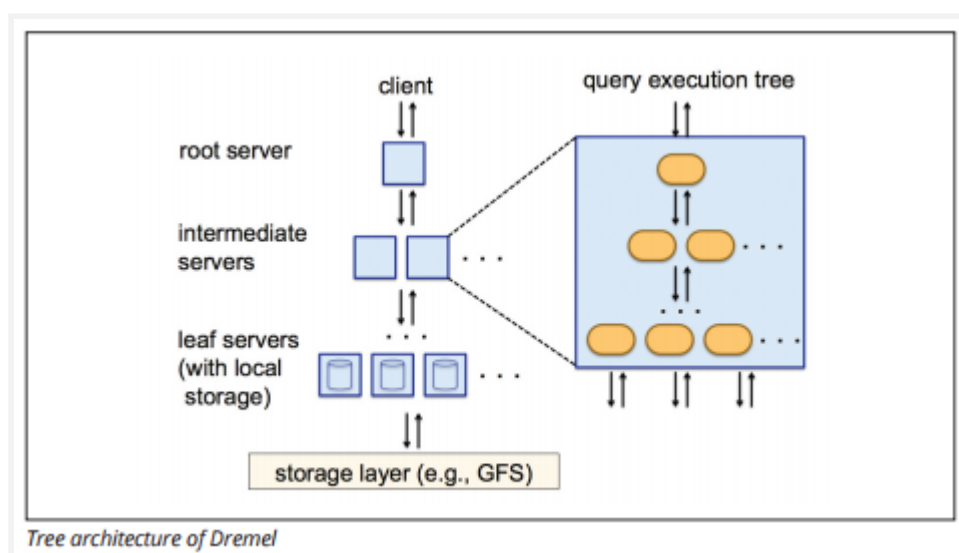 client
query execution tree
root server
intermediate
servers
leaf servers
(with local
storage)
storage layer (e.g., GFS)
Tree architecture of Dremel